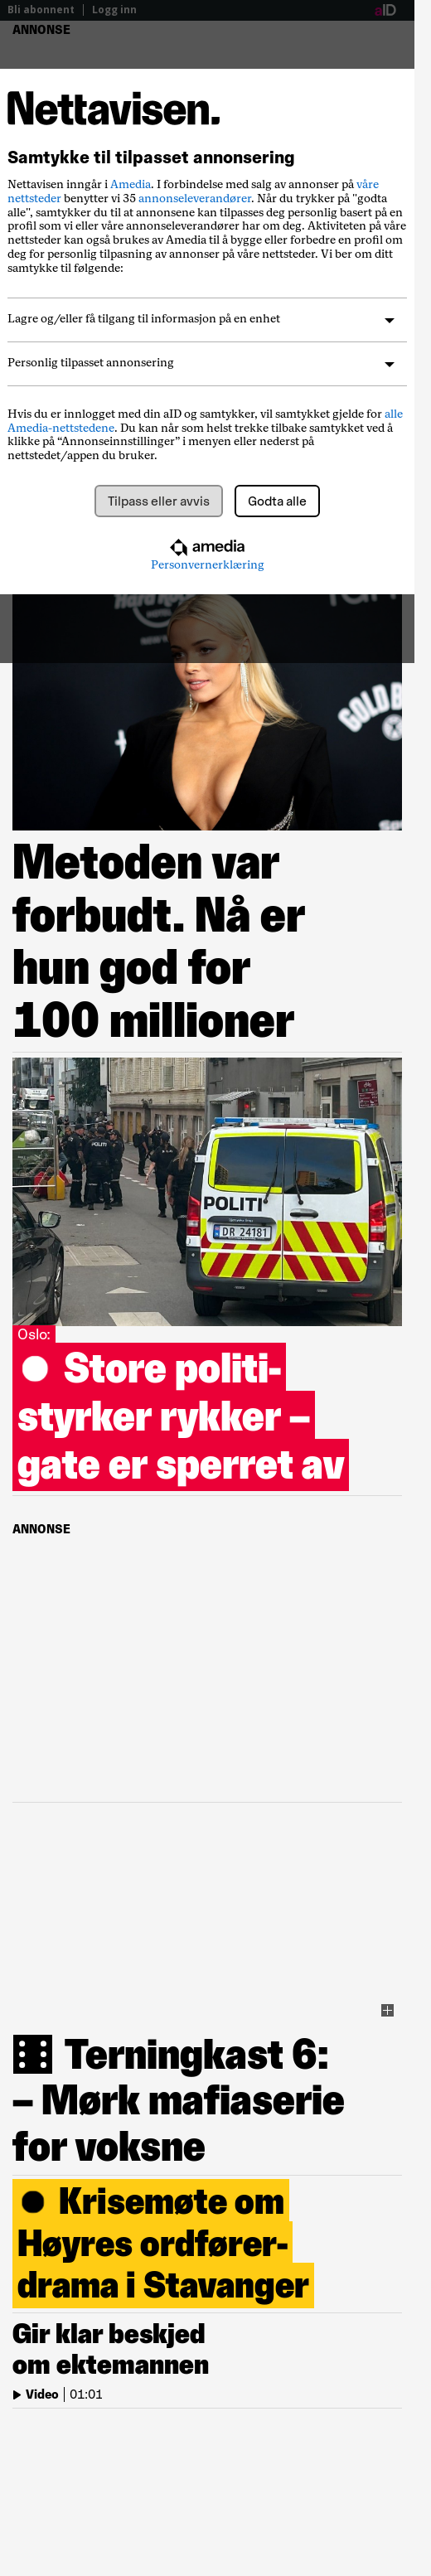 Bli abonnent | Logg inn
aID
ANNONSE
Nettavisen.
Samtykke til tilpasset annonsering
Nettavisen inngår i Amedia. I forbindelse med salg av annonser på våre
nettsteder benytter vi 35 annonseleverandører. Når du trykker på "godta
alle", samtykker du til at annonsene kan tilpasses deg personlig basert på en
profil som vi eller våre annonseleverandører har om deg. Aktiviteten på våre
nettsteder kan også brukes av Amedia til å bygge eller forbedre en profil om
deg for personlig tilpasning av annonser på våre nettsteder. Vi ber om ditt
samtykke til følgende:
Lagre og/eller få tilgang til informasjon på en enhet
Personlig tilpasset annonsering
Hvis du er innlogget med din aID og samtykker, vil samtykket gjelde for alle
Amedia-nettstedene. Du kan når som helst trekke tilbake samtykket ved å
klikke på “Annonseinnstillinger” i menyen eller nederst på
nettstedet/appen du bruker.
Tilpass eller avvis
Godta alle
amedia
Personvernerklæring
Metoden var
forbudt. Nå er
hun god for
100 millioner
POLITI
POLITI
DR 24181
Oslo:
Store politi-
styrker rykker –
gate er sperret av
ANNONSE
Terningkast 6:
– Mørk mafiaserie
for voksne
Krisemøte om
Høyres ordfører-
drama i Stavanger
Gir klar beskjed
om ektemannen
Video | 01:01